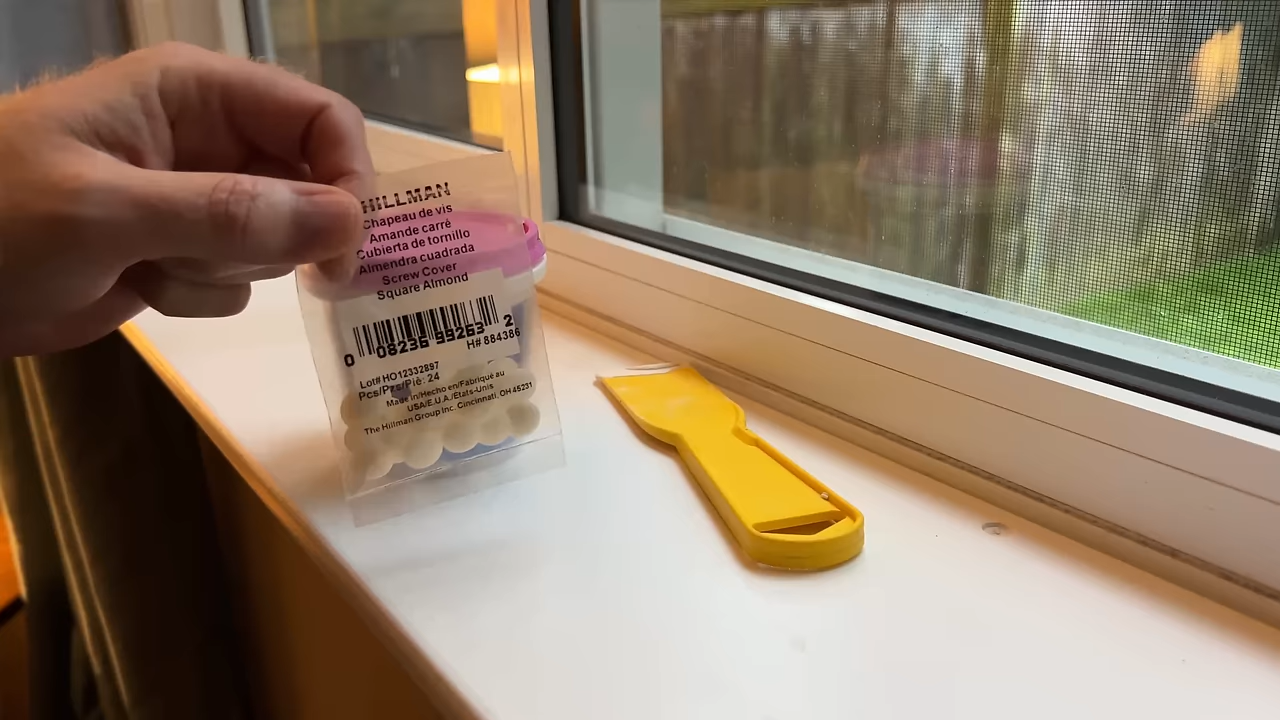 HILLMAN
Chapeau de vis
Amande carré
Cubierta de tornillo
Almendra cuadrada
Screw Cover
Square Almond
0 08236 99263 2
H# 884386
Lot# HO12332897
Pcs/Pzs/Piè: 24
Made in/Hecho en/Fabriqué au
USA/E.U.A./États-Unis
The Hillman Group Inc. Cincinnati, OH 45231